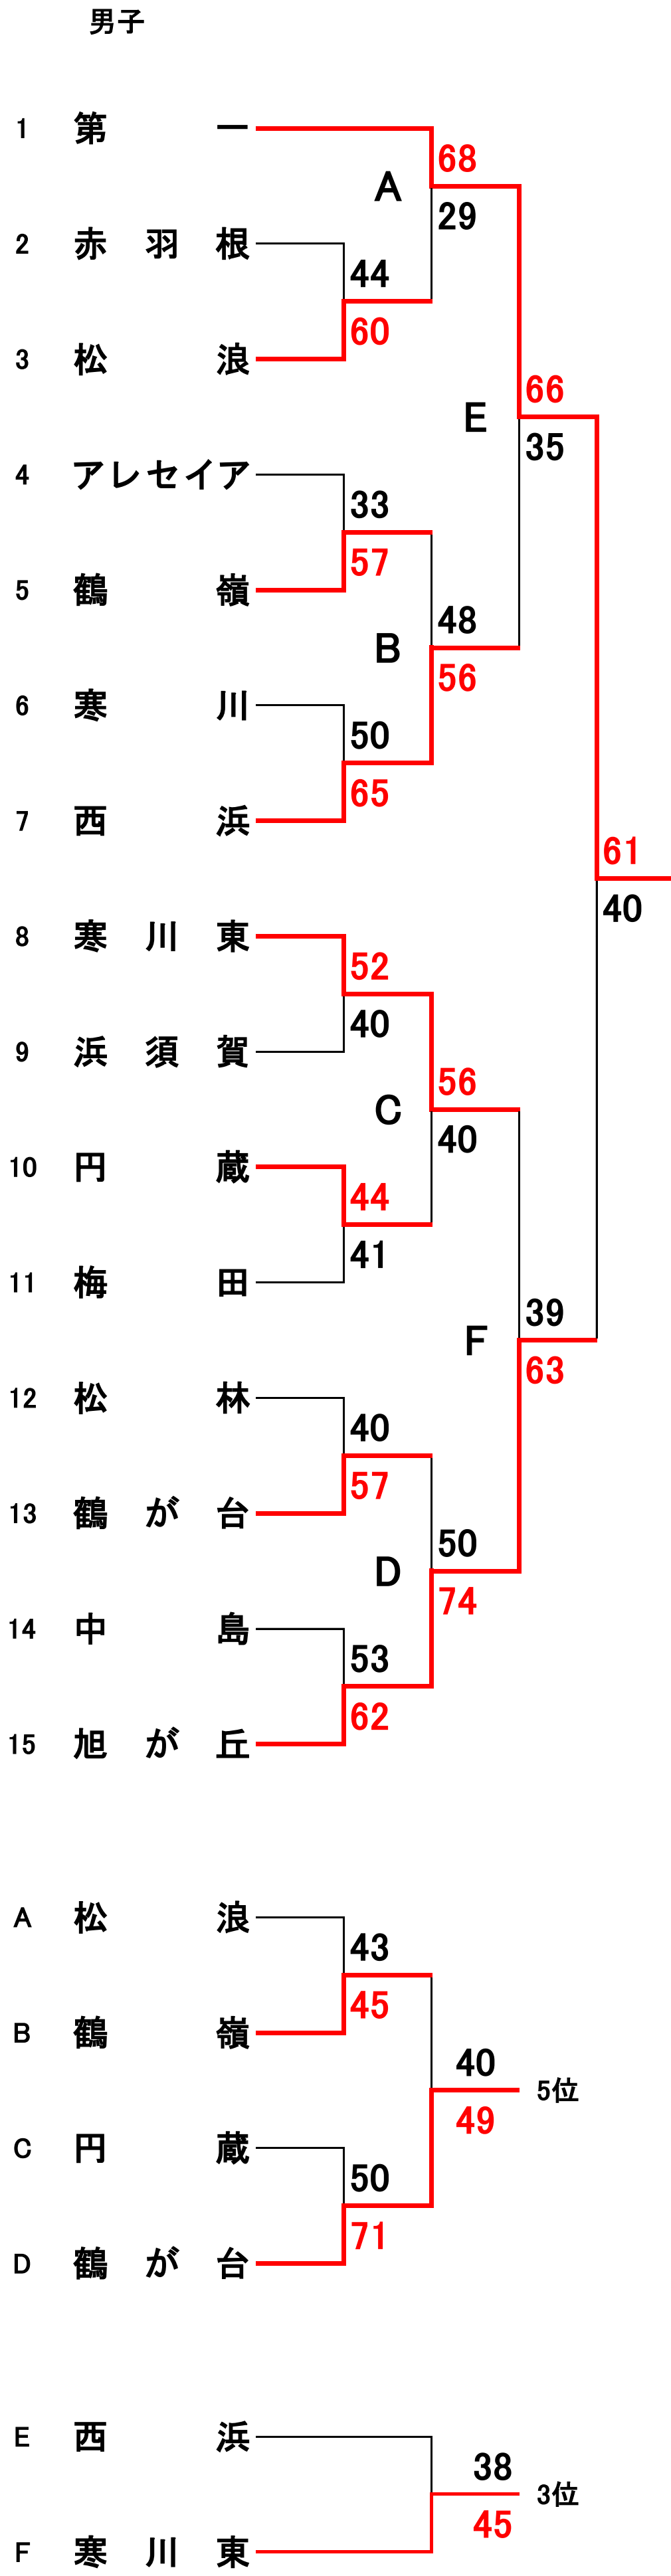 男子
1 第一
68
A
29
2 赤羽根
44
60
3 松浪
66
E
35
4 アレセイア
33
57
5 鶴嶺
48
B
56
6 寒川
50
65
7 西浜
61
40
8 寒川東
52
40
9 浜須賀
56
C
40
10 円蔵
44
41
11 梅田
39
F
63
12 松林
40
57
13 鶴が台
50
D
74
14 中島
53
62
15 旭が丘
A 松浪
43
45
B 鶴嶺
40
5位
49
C 円蔵
50
71
D 鶴が台
E 西浜
38
3位
45
F 寒川東